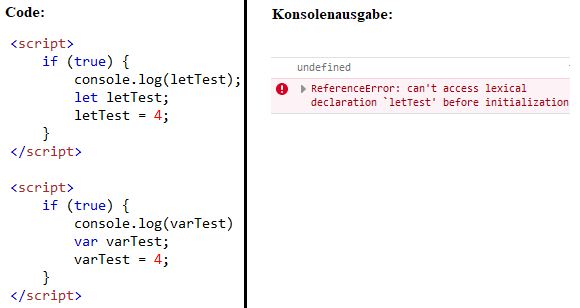 Code:
<script>
    if (true) {
        console.log(letTest);
        let letTest;
        letTest = 4;
    }
</script>
<script>
    if (true) {
        console.log(varTest)
        var varTest;
        varTest = 4;
    }
</script>
Konsolenausgabe:
undefined
ReferenceError: can't access lexical
declaration `letTest' before initialization